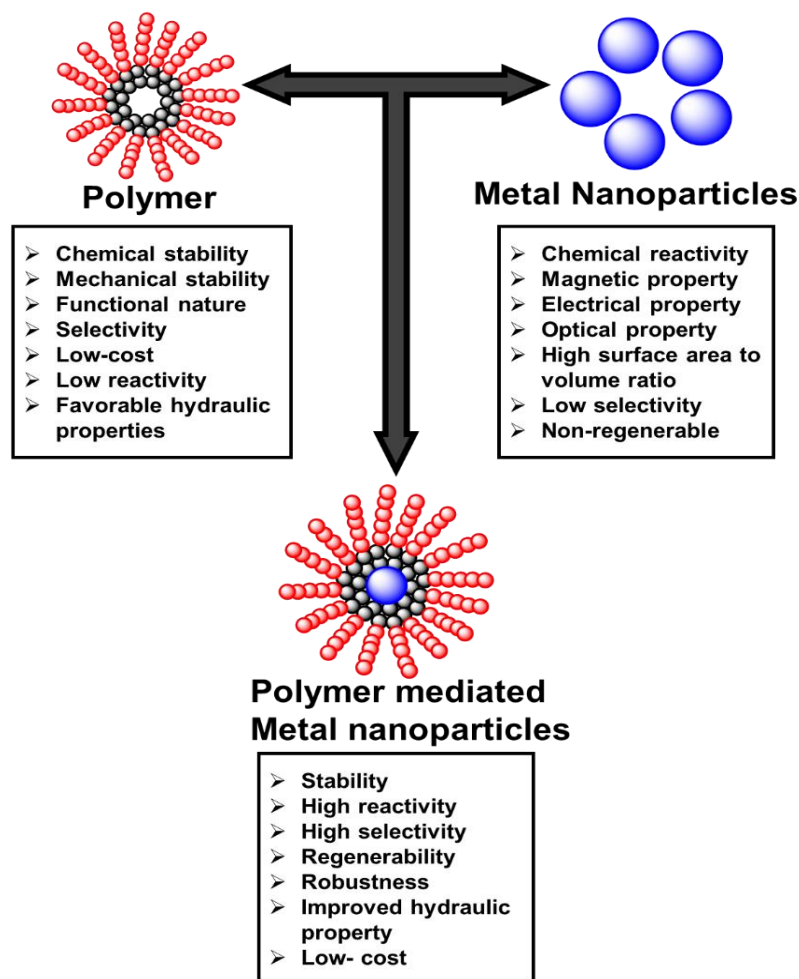 Polymer
➢ Chemical stability
➢ Mechanical stability
➢ Functional nature
➢ Selectivity
➢ Low-cost
➢ Low reactivity
➢ Favorable hydraulic
properties
Metal Nanoparticles
➢ Chemical reactivity
➢ Magnetic property
➢ Electrical property
➢ Optical property
➢ High surface area to
volume ratio
➢ Low selectivity
➢ Non-regenerable
Polymer mediated
Metal nanoparticles
➢ Stability
➢ High reactivity
➢ High selectivity
➢ Regenerability
➢ Robustness
➢ Improved hydraulic
property
➢ Low- cost